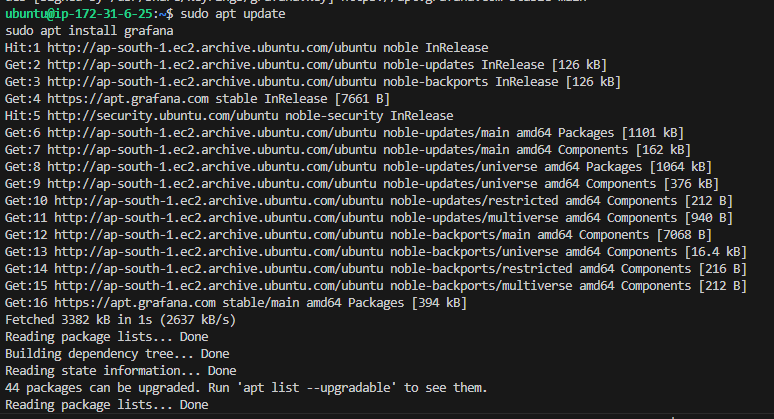 ubuntu@ip-172-31-6-25:~$ sudo apt update
sudo apt install grafana
Hit:1 http://ap-south-1.ec2.archive.ubuntu.com/ubuntu noble InRelease
Get:2 http://ap-south-1.ec2.archive.ubuntu.com/ubuntu noble-updates InRelease [126 kB]
Get:3 http://ap-south-1.ec2.archive.ubuntu.com/ubuntu noble-backports InRelease [126 kB]
Get:4 https://apt.grafana.com stable InRelease [7661 B]
Hit:5 http://security.ubuntu.com/ubuntu noble-security InRelease
Get:6 http://ap-south-1.ec2.archive.ubuntu.com/ubuntu noble-updates/main amd64 Packages [1101 kB]
Get:7 http://ap-south-1.ec2.archive.ubuntu.com/ubuntu noble-updates/main amd64 Components [162 kB]
Get:8 http://ap-south-1.ec2.archive.ubuntu.com/ubuntu noble-updates/universe amd64 Packages [1064 kB]
Get:9 http://ap-south-1.ec2.archive.ubuntu.com/ubuntu noble-updates/universe amd64 Components [376 kB]
Get:10 http://ap-south-1.ec2.archive.ubuntu.com/ubuntu noble-updates/restricted amd64 Components [212 B]
Get:11 http://ap-south-1.ec2.archive.ubuntu.com/ubuntu noble-updates/multiverse amd64 Components [940 B]
Get:12 http://ap-south-1.ec2.archive.ubuntu.com/ubuntu noble-backports/main amd64 Components [7068 B]
Get:13 http://ap-south-1.ec2.archive.ubuntu.com/ubuntu noble-backports/universe amd64 Components [16.4 kB]
Get:14 http://ap-south-1.ec2.archive.ubuntu.com/ubuntu noble-backports/restricted amd64 Components [216 B]
Get:15 http://ap-south-1.ec2.archive.ubuntu.com/ubuntu noble-backports/multiverse amd64 Components [212 B]
Get:16 https://apt.grafana.com stable/main amd64 Packages [394 kB]
Fetched 3382 kB in 1s (2637 kB/s)
Reading package lists... Done
Building dependency tree... Done
Reading state information... Done
44 packages can be upgraded. Run 'apt list --upgradable' to see them.
Reading package lists... Done